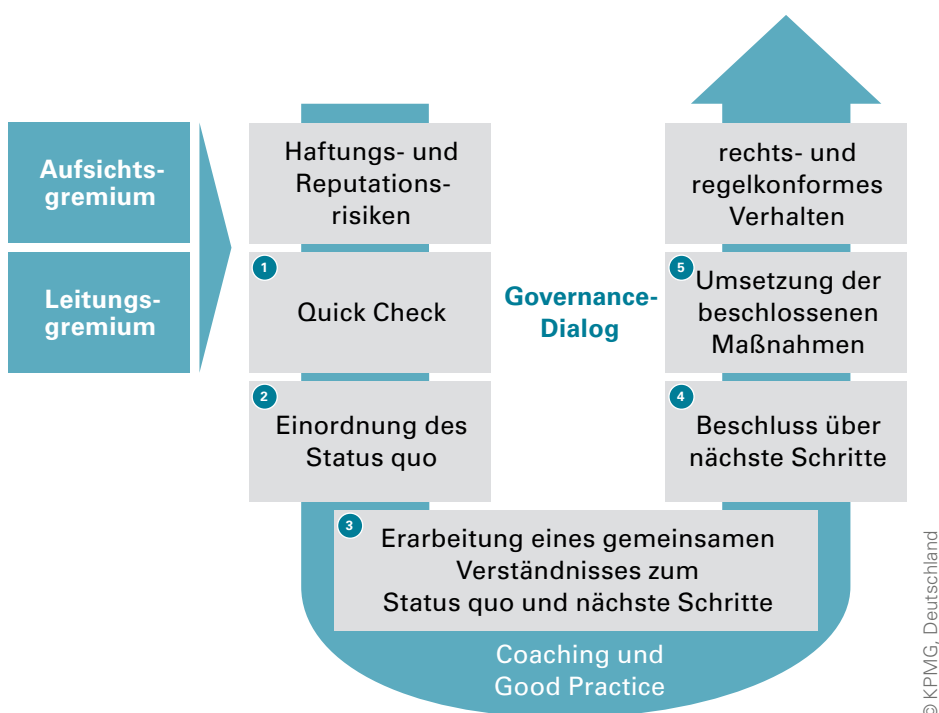 Aufsichts-
gremium
Leitungs-
gremium
Haftungs- und
Reputations-
risiken
1
Quick Check
2
Einordnung des
Status quo
3
Erarbeitung eines gemeinsamen
Verständnisses zum
Status quo und nächste Schritte
Coaching und
Good Practice
Governance-
Dialog
4
Beschluss über
nächste Schritte
5
Umsetzung der
beschlossenen
Maßnahmen
rechts- und
regelkonformes
Verhalten
© KPMG, Deutschland